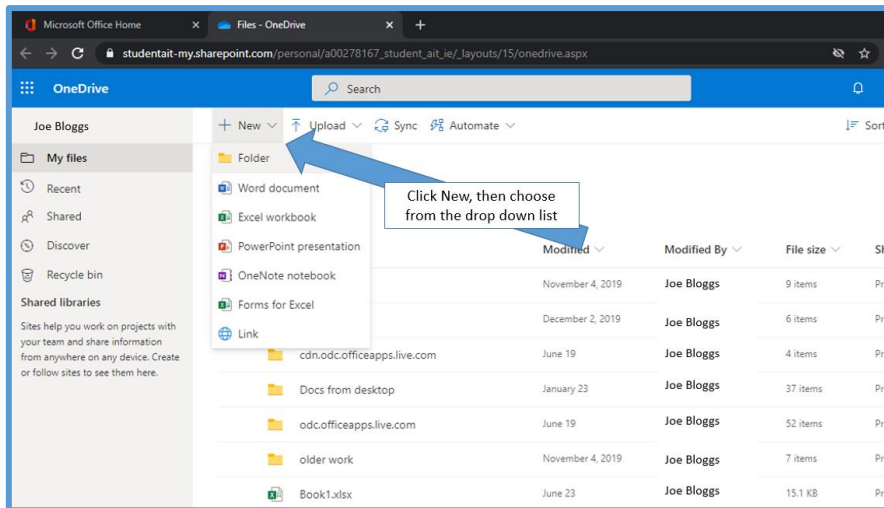 Microsoft Office Home
Files - OneDrive
studentait-my.sharepoint.com/personal/a00278167_student_ait_ie/_layouts/15/onedrive.aspx
OneDrive
Search
Joe Bloggs
New
Upload
Sync
Automate
Sort
My files
Folder
Recent
Word document
Click New, then choose
from the drop down list
Shared
Excel workbook
Discover
PowerPoint presentation
Modified
Modified By
File size
Recycle bin
OneNote notebook
November 4, 2019
Joe Bloggs
9 items
Shared libraries
Forms for Excel
Sites help you work on projects with
your team and share information
from anywhere on any device. Create
or follow sites to see them here.
December 2, 2019
Joe Bloggs
6 items
Link
cdn.odc.officeapps.live.com
June 19
Joe Bloggs
4 items
Docs from desktop
January 23
Joe Bloggs
37 items
odc.officeapps.live.com
June 19
Joe Bloggs
52 items
older work
November 4, 2019
Joe Bloggs
7 items
Book1.xlsx
June 23
Joe Bloggs
15.1 KB